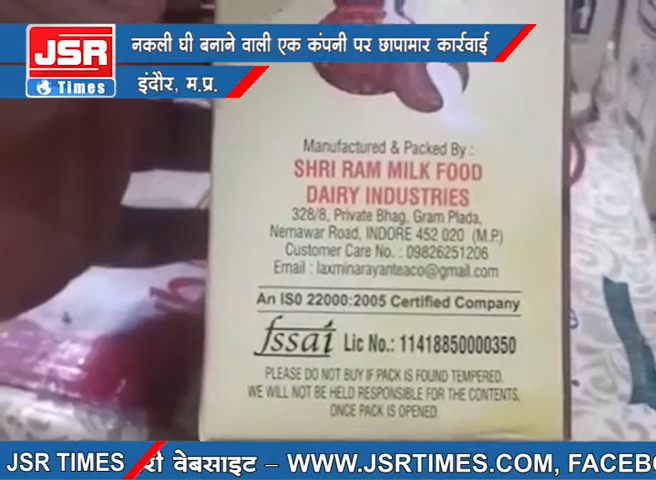 JSR
Times
नकली घी बनाने वाली एक कंपनी पर छापामार कार्रवाई
इंदौर, म.प्र.
Manufactured & Packed By :
SHRI RAM MILK FOOD
DAIRY INDUSTRIES
328/8, Private Bhag, Gram Plada,
Nemawar Road, INDORE 452 020 (M.P.)
Customer Care No. : 09826251206
Email : laxminarayanteaco@gmail.com
An ISO 22000:2005 Certified Company
fssai Lic No.: 11418850000350
PLEASE DO NOT BUY IF PACK IS FOUND TEMPERED.
WE WILL NOT BE HELD RESPONSIBLE FOR THE CONTENTS,
ONCE PACK IS OPENED.
JSR TIMES री वेबसाइट – WWW.JSRTIMES.COM, FACEBO